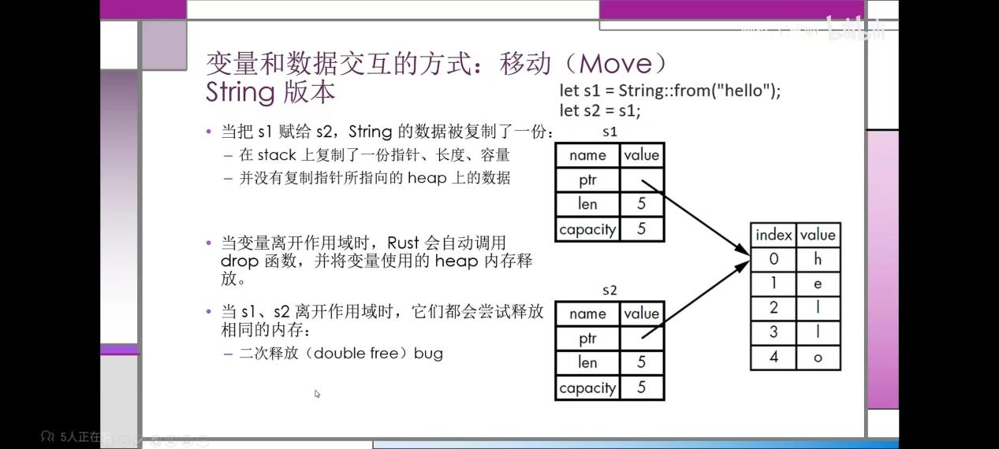 变量和数据交互的方式：移动（Move）
String 版本
let s1 = String::from("hello");
let s2 = s1;
• 当把 s1 赋给 s2，String 的数据被复制了一份：
– 在 stack 上复制了一份指针、长度、容量
– 并没有复制指针所指向的 heap 上的数据
• 当变量离开作用域时，Rust 会自动调用
drop 函数，并将变量使用的 heap 内存释
放。
• 当 s1、s2 离开作用域时，它们都会尝试释放
相同的内存：
– 二次释放（double free）bug
s1
name value
ptr
len 5
capacity 5
s2
name value
ptr
len 5
capacity 5
index value
0 h
1 e
2 l
3 l
4 o
bilibili
5人正在